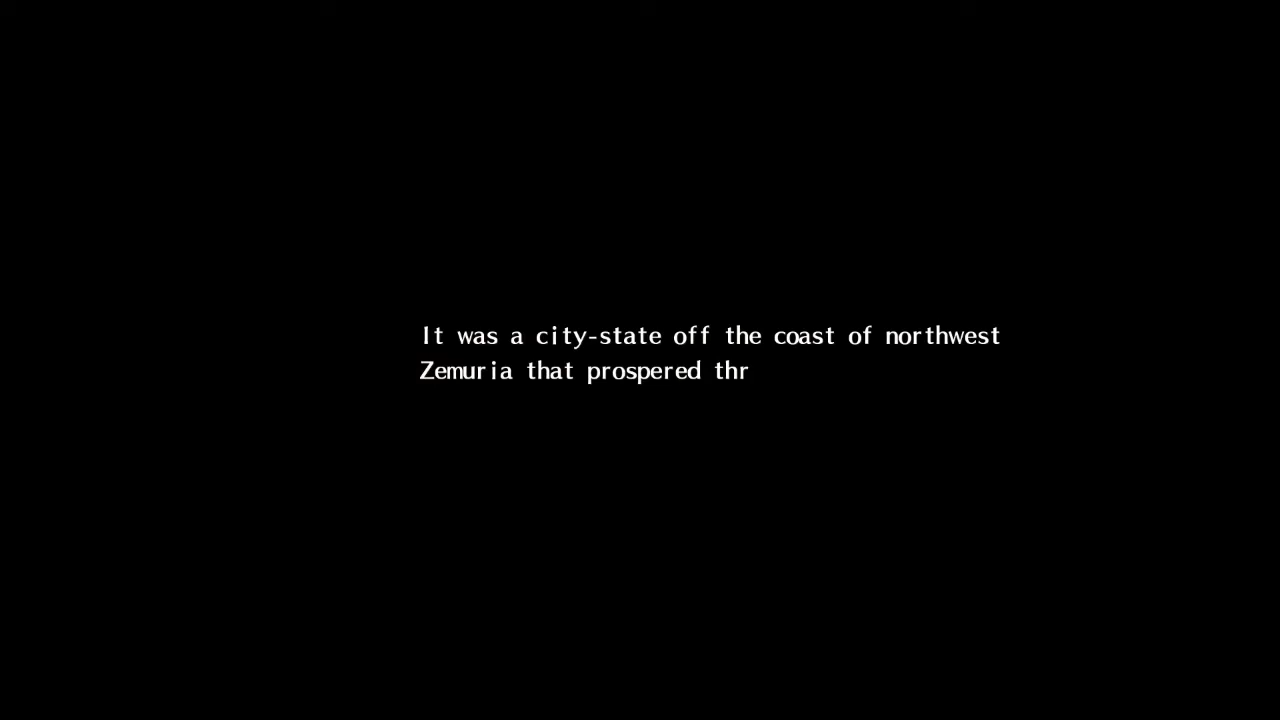 It was a city-state off the coast of northwest
Zemuria that prospered thr